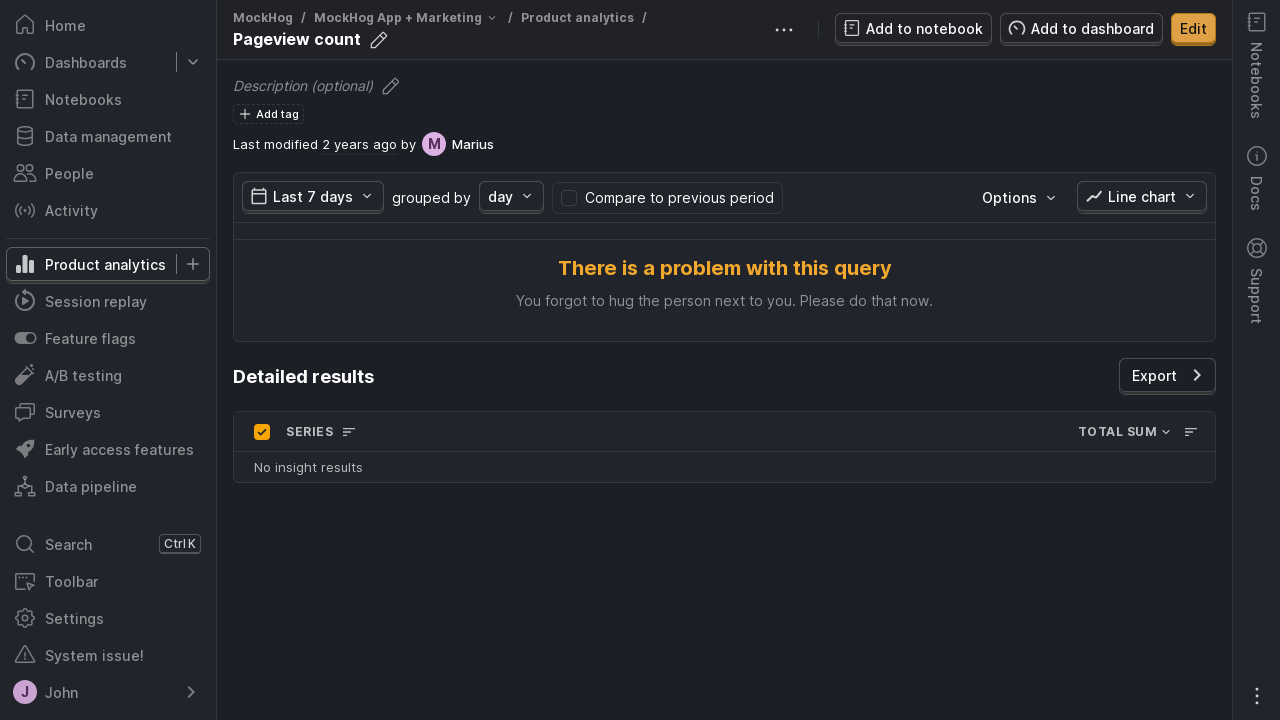 Home
Dashboards
Notebooks
Data management
People
Activity
Product analytics
Session replay
Feature flags
A/B testing
Surveys
Early access features
Data pipeline
Search Ctrl K
Toolbar
Settings
System issue!
J John
MockHog / MockHog App + Marketing / Product analytics /
Pageview count
Add to notebook Add to dashboard Edit
Description (optional)
Add tag
Last modified 2 years ago by M Marius
Last 7 days grouped by day Compare to previous period Options Line chart
There is a problem with this query
You forgot to hug the person next to you. Please do that now.
Detailed results Export
SERIES TOTAL SUM
No insight results
Notebooks
Docs
Support